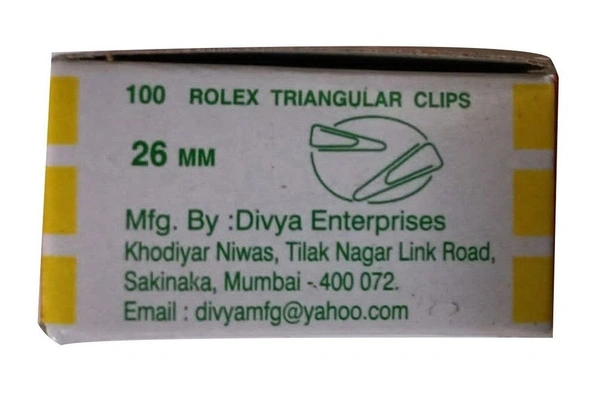 100 ROLEX TRIANGULAR CLIPS
26 MM
Mfg. By :Divya Enterprises
Khodiyar Niwas, Tilak Nagar Link Road,
Sakinaka, Mumbai - 400 072.
Email : divyamfg@yahoo.com